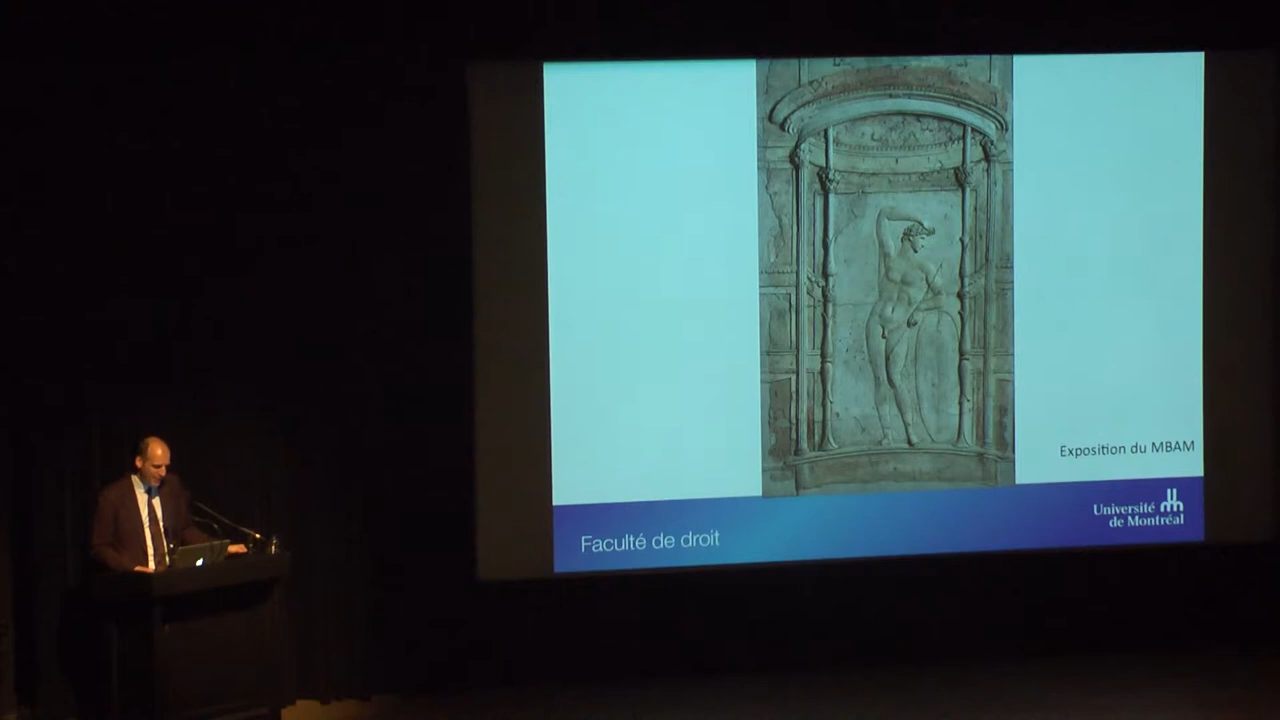 Exposition du MBAM
Faculté de droit
Université
de Montréal